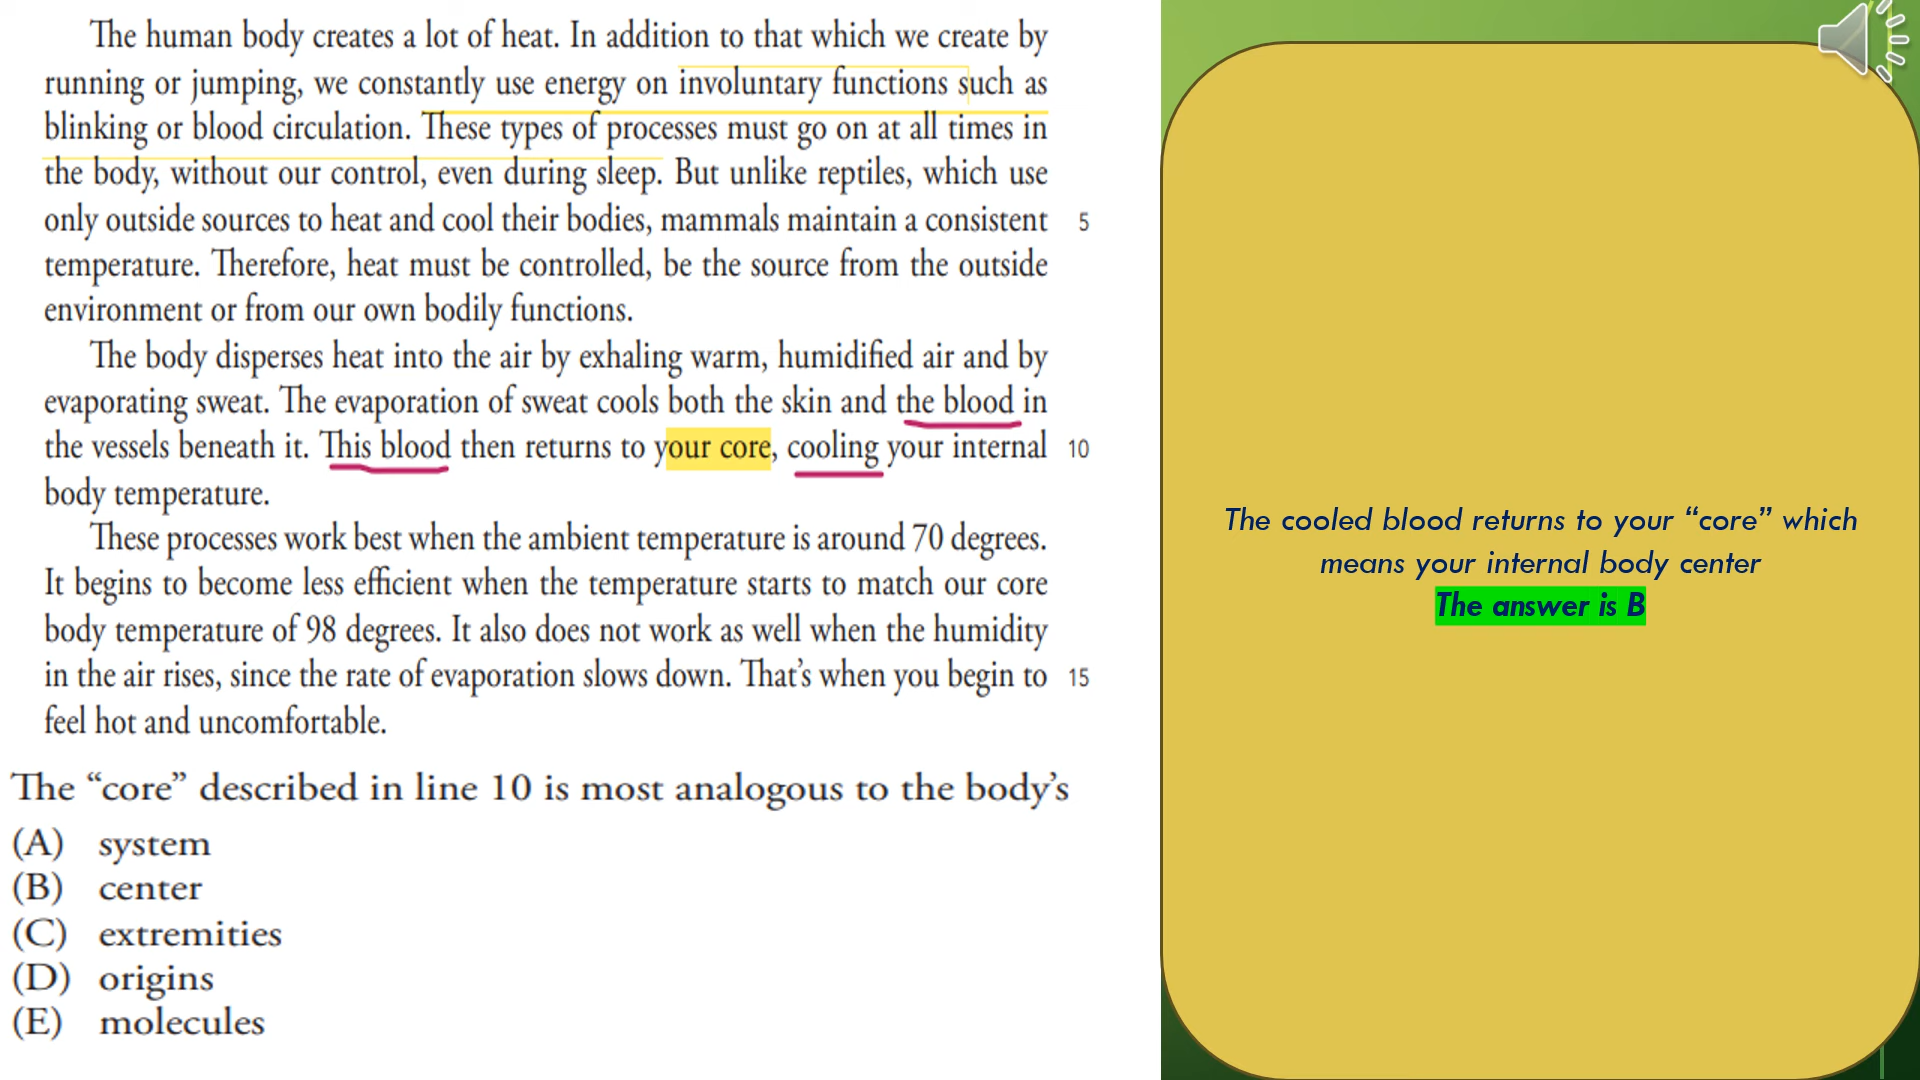 The human body creates a lot of heat. In addition to that which we create by
running or jumping, we constantly use energy on involuntary functions such as
blinking or blood circulation. These types of processes must go on at all times in
the body, without our control, even during sleep. But unlike reptiles, which use
only outside sources to heat and cool their bodies, mammals maintain a consistent 5
temperature. Therefore, heat must be controlled, be the source from the outside
environment or from our own bodily functions.
The body disperses heat into the air by exhaling warm, humidified air and by
evaporating sweat. The evaporation of sweat cools both the skin and the blood in
the vessels beneath it. This blood then returns to your core, cooling your internal 10
body temperature.
These processes work best when the ambient temperature is around 70 degrees.
It begins to become less efficient when the temperature starts to match our core
body temperature of 98 degrees. It also does not work as well when the humidity
in the air rises, since the rate of evaporation slows down. That’s when you begin to 15
feel hot and uncomfortable.
The “core” described in line 10 is most analogous to the body’s
(A) system
(B) center
(C) extremities
(D) origins
(E) molecules
The cooled blood returns to your “core” which
means your internal body center
The answer is B